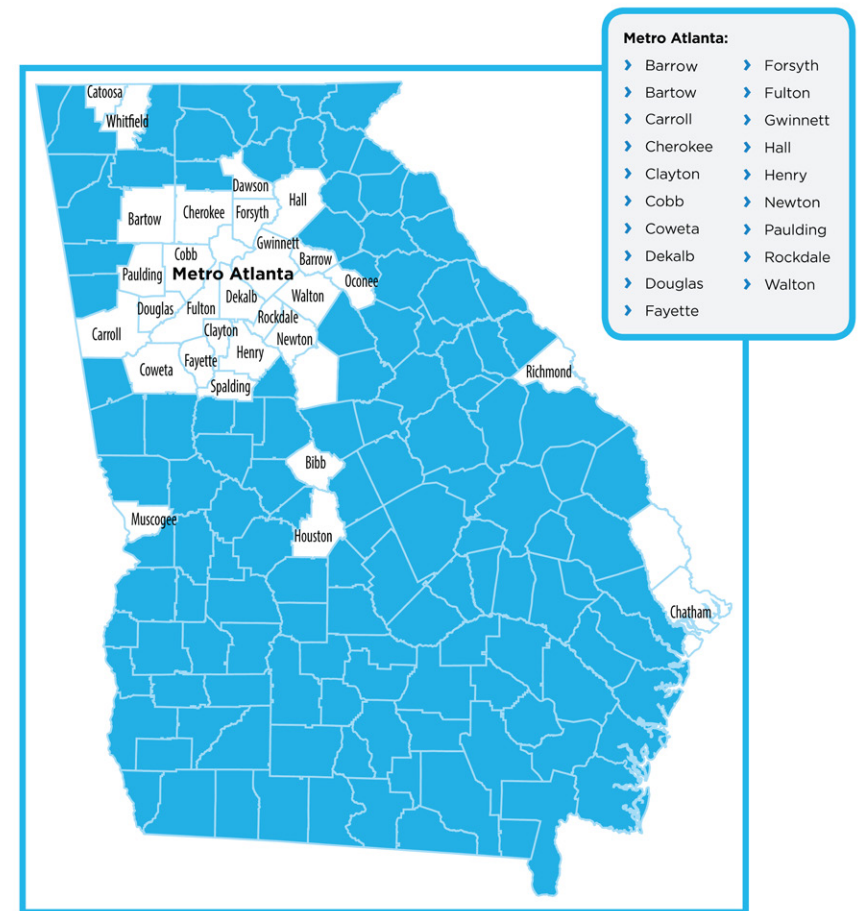 Metro Atlanta:
› Barrow
› Bartow
› Carroll
› Cherokee
› Clayton
› Cobb
› Coweta
› Dekalb
› Douglas
› Fayette
› Forsyth
› Fulton
› Gwinnett
› Hall
› Henry
› Newton
› Paulding
› Rockdale
› Walton
Catoosa
Whitfield
Dawson
Hall
Bartow
Cherokee
Forsyth
Gwinnett
Cobb
Barrow
Paulding
Metro Atlanta
Oconee
Dekalb
Walton
Douglas
Fulton
Rockdale
Carroll
Clayton
Newton
Henry
Fayette
Coweta
Spalding
Richmond
Bibb
Muscogee
Houston
Chatham